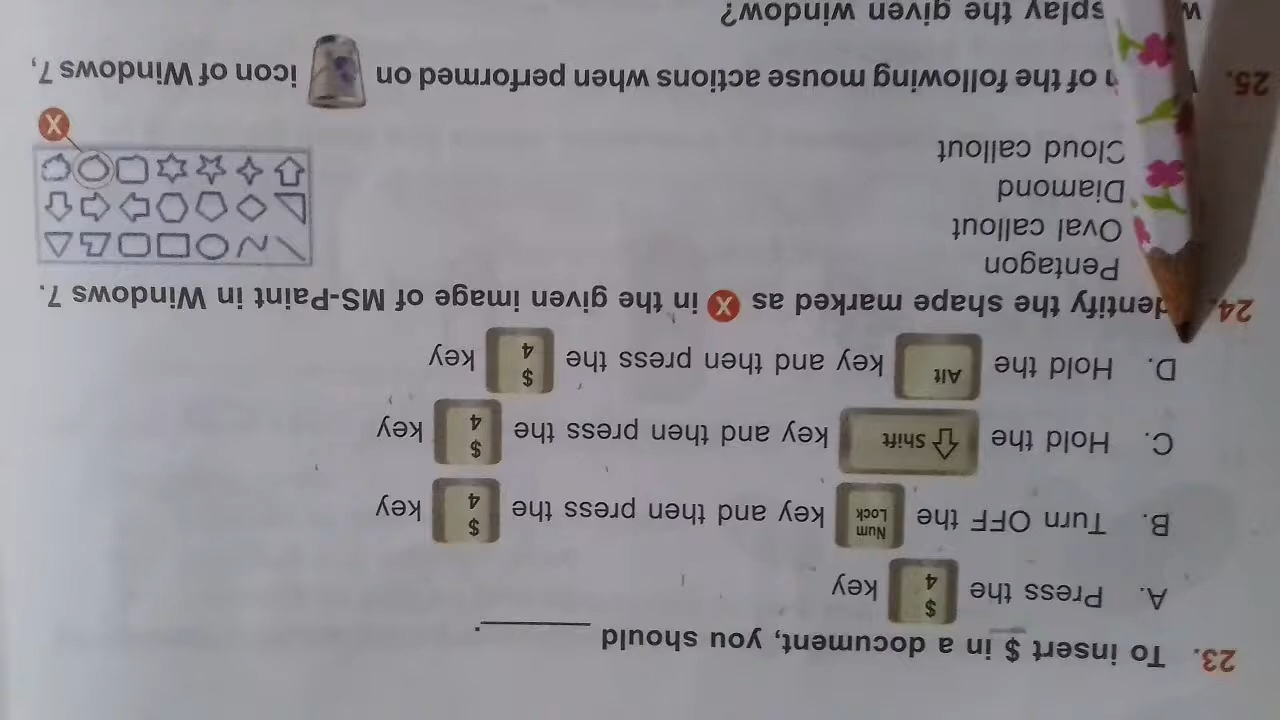 23. To insert $ in a document, you should ________.
A. Press the $ 4 key
B. Turn OFF the Num Lock key and then press the $ 4 key
C. Hold the Shift key and then press the $ 4 key
D. Hold the Alt key and then press the $ 4 key
24. dentify the shape marked as X in the given image of MS-Paint in Windows 7.
Pentagon
Oval callout
Diamond
Cloud callout
X
25. of the following mouse actions when performed on icon of Windows 7,
splay the given window?